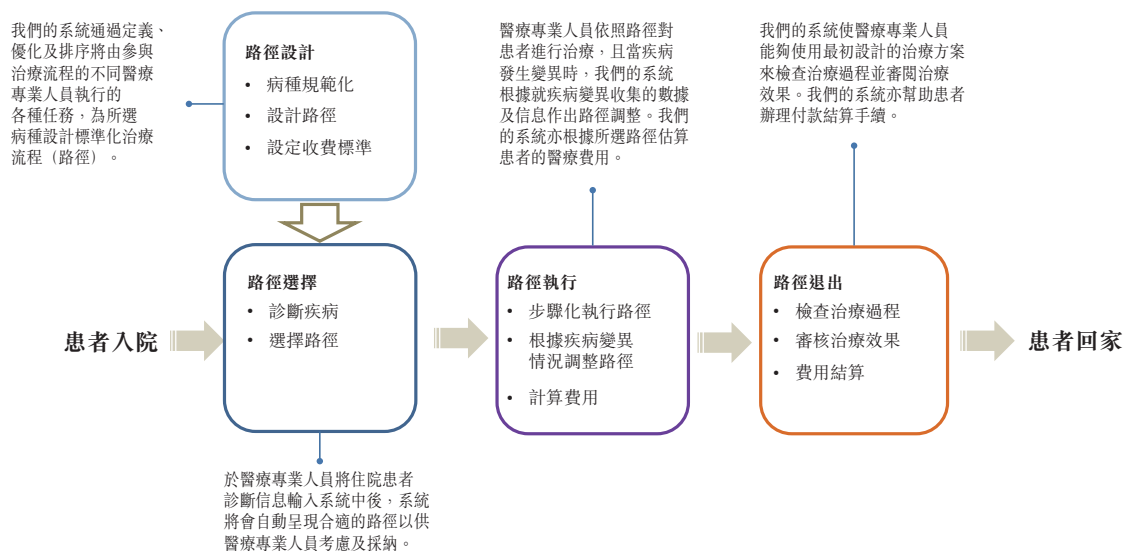 我們的系統通過定義、
優化及排序將由參與
治療流程的不同醫療
專業人員執行的
各種任務，為所選
病種設計標準化治療
流程（路徑）。
路徑設計
• 病種規範化
• 設計路徑
• 設定收費標準
醫療專業人員依照路徑對
患者進行治療，且當疾病
發生變異時，我們的系統
根據就疾病變異收集的數據
及信息作出路徑調整。我們
的系統亦根據所選路徑估算
患者的醫療費用。
我們的系統使醫療專業人員
能夠使用最初設計的治療方案
來檢查治療過程並審閱治療
效果。我們的系統亦幫助患者
辦理付款結算手續。
患者入院
路徑選擇
• 診斷疾病
• 選擇路徑
路徑執行
• 步驟化執行路徑
• 根據疾病變異
情況調整路徑
• 計算費用
路徑退出
• 檢查治療過程
• 審核治療效果
• 費用結算
患者回家
於醫療專業人員將住院患者
診斷信息輸入系統中後，系統
將會自動呈現合適的路徑以供
醫療專業人員考慮及採納。